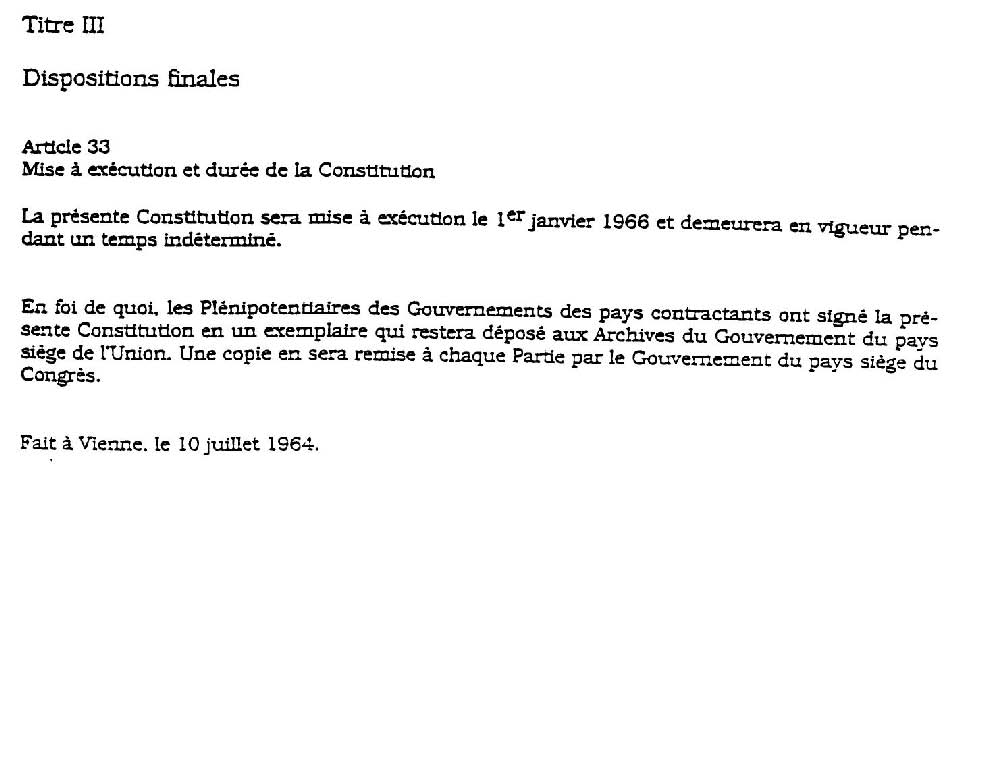 Titre III
Dispositions finales
Article 33
Mise à exécution et durée de la Constitution
La présente Constitution sera mise à exécution le 1er janvier 1966 et demeurera en vigueur pen-
dant un temps indéterminé.
En foi de quoi, les Plénipotentiaires des Gouvernements des pays contractants ont signé la pré-
sente Constitution en un exemplaire qui restera déposé aux Archives du Gouvernement du pays
siège de l'Union. Une copie en sera remise à chaque Partie par le Gouvernement du pays siège du
Congrès.
Fait à Vienne, le 10 juillet 1964.